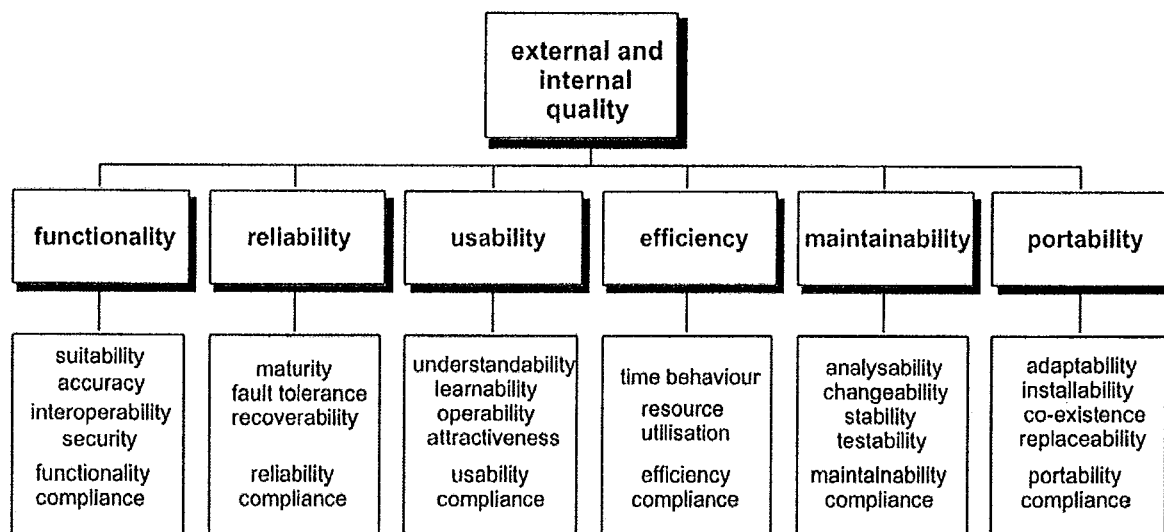 external and
internal
quality
functionality
reliability
usability
efficiency
maintainability
portability
suitability
accuracy
interoperability
security
functionality
compliance
maturity
fault tolerance
recoverability
reliability
compliance
understandability
learnability
operability
attractiveness
usability
compliance
time behaviour
resource
utilisation
efficiency
compliance
analysability
changeability
stability
testability
maintainability
compliance
adaptability
installability
co-existence
replaceability
portability
compliance